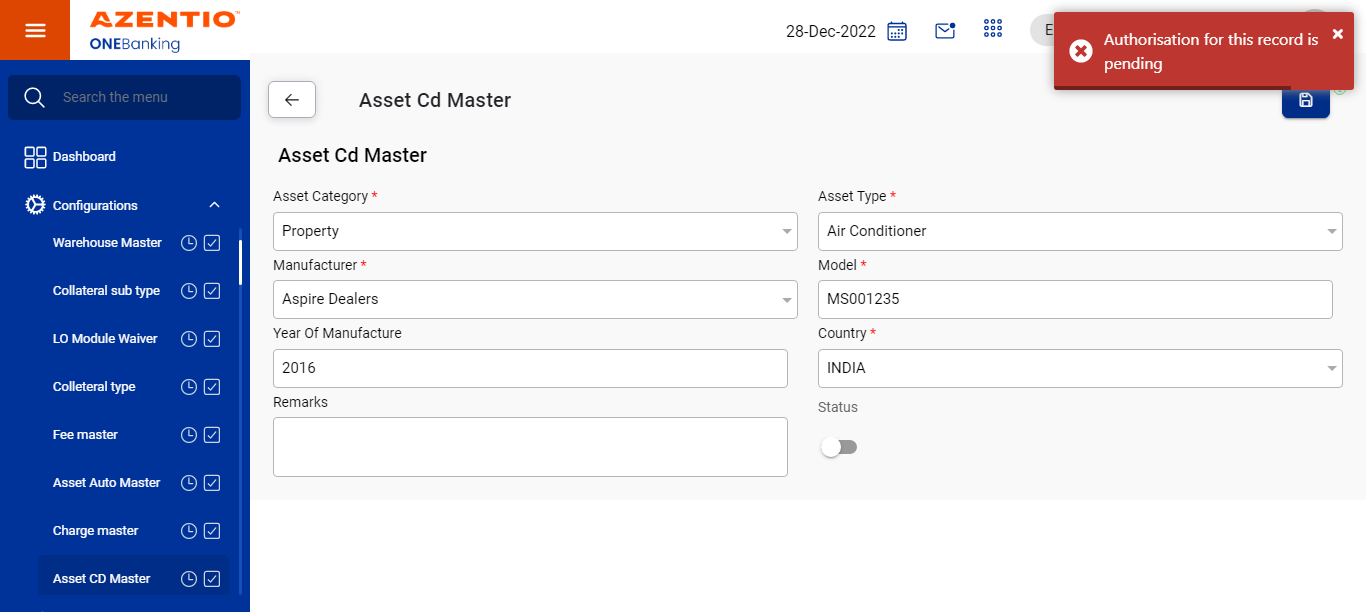 AZENTIO™
ONEBanking
28-Dec-2022
E
Authorisation for this record is
pending
Search the menu
Dashboard
Configurations
Warehouse Master
Collateral sub type
LO Module Waiver
Colleteral type
Fee master
Asset Auto Master
Charge master
Asset CD Master
Asset Cd Master
Asset Cd Master
Asset Category *
Asset Type *
Property
Air Conditioner
Manufacturer *
Model *
Aspire Dealers
MS001235
Year Of Manufacture
Country *
2016
INDIA
Remarks
Status